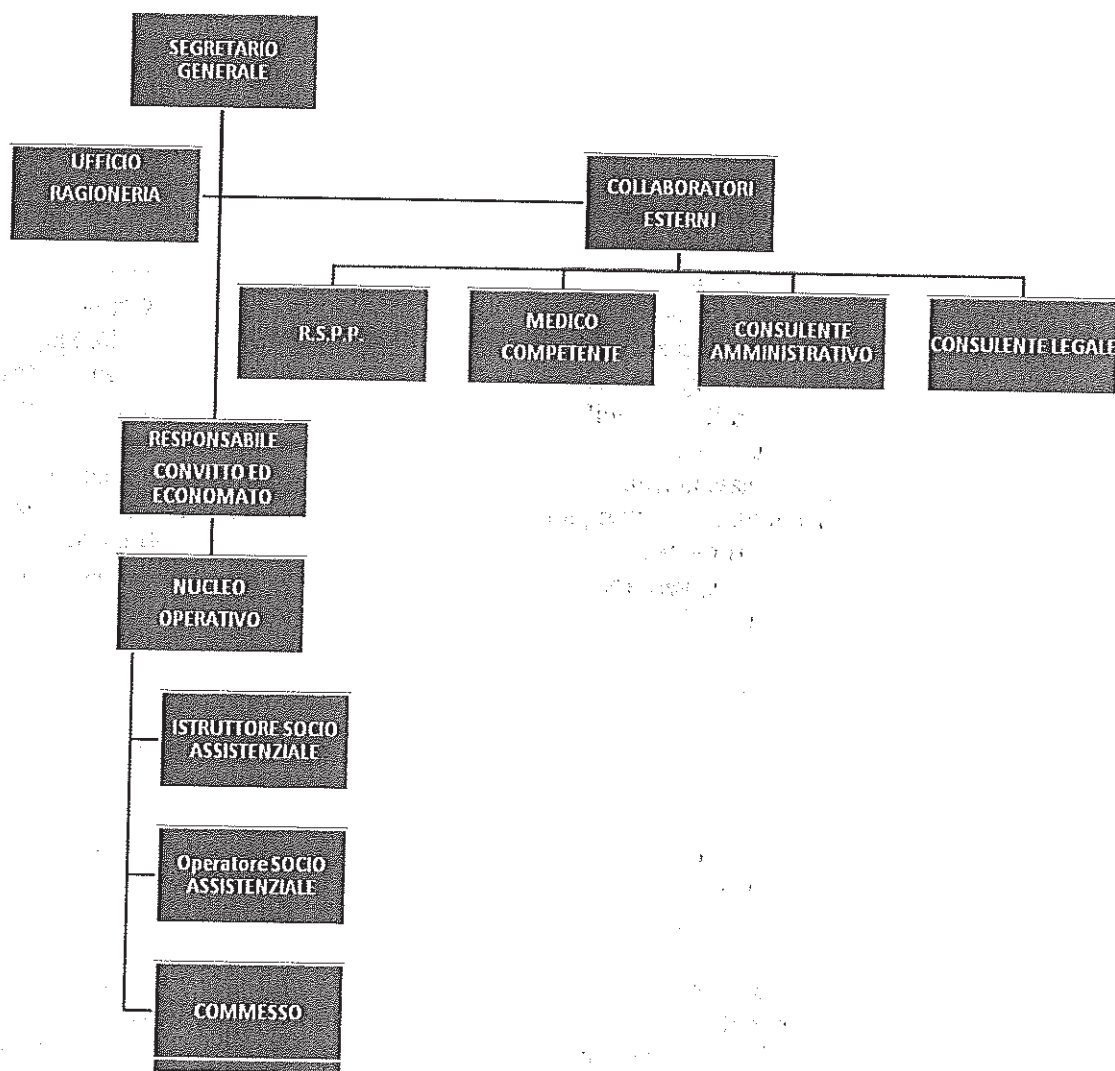 SEGRETARIO
GENERALE
UFFICIO
RAGIONERIA
COLLABORATORI
ESTERNI
R.S.P.P.
MEDICO
COMPETENTE
CONSULENTE
AMMINISTRATIVO
CONSULENTE LEGALE
RESPONSABILE
CONVITTO ED
ECONOMATO
NUCLEO
OPERATIVO
ISTRUTTORE SOCIO
ASSISTENZIALE
Operatore SOCIO
ASSISTENZIALE
COMMESSO